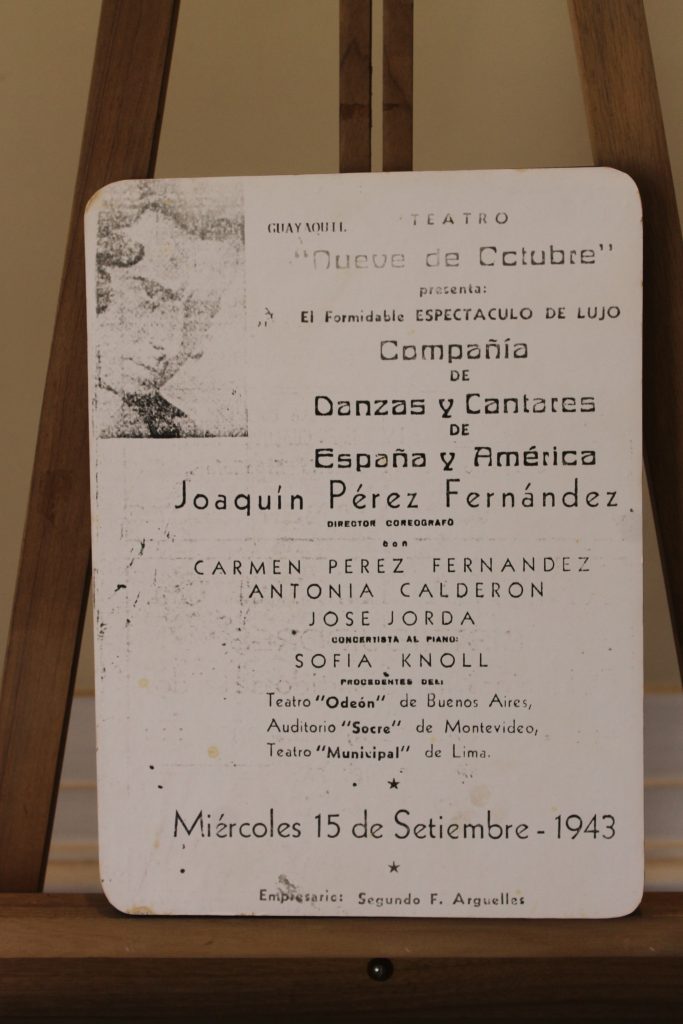 GUAYAQUIL TEATRO
"Nueve de Octubre"
presenta:
El Formidable ESPECTACULO DE LUJO
Compañía
DE
Danzas y Cantares
DE
España y América
Joaquín Pérez Fernández
DIRECTOR COREOGRAFO
con
CARMEN PEREZ FERNANDEZ
ANTONIA CALDERON
JOSE JORDA
CONCERTISTA AL PIANO:
SOFIA KNOLL
PROCEDENTES DEL:
Teatro "Odeón" de Buenos Aires,
Auditorio "Socre" de Montevideo,
Teatro "Municipal" de Lima.
Miércoles 15 de Setiembre - 1943
Empresario: Segundo F. Arguelles